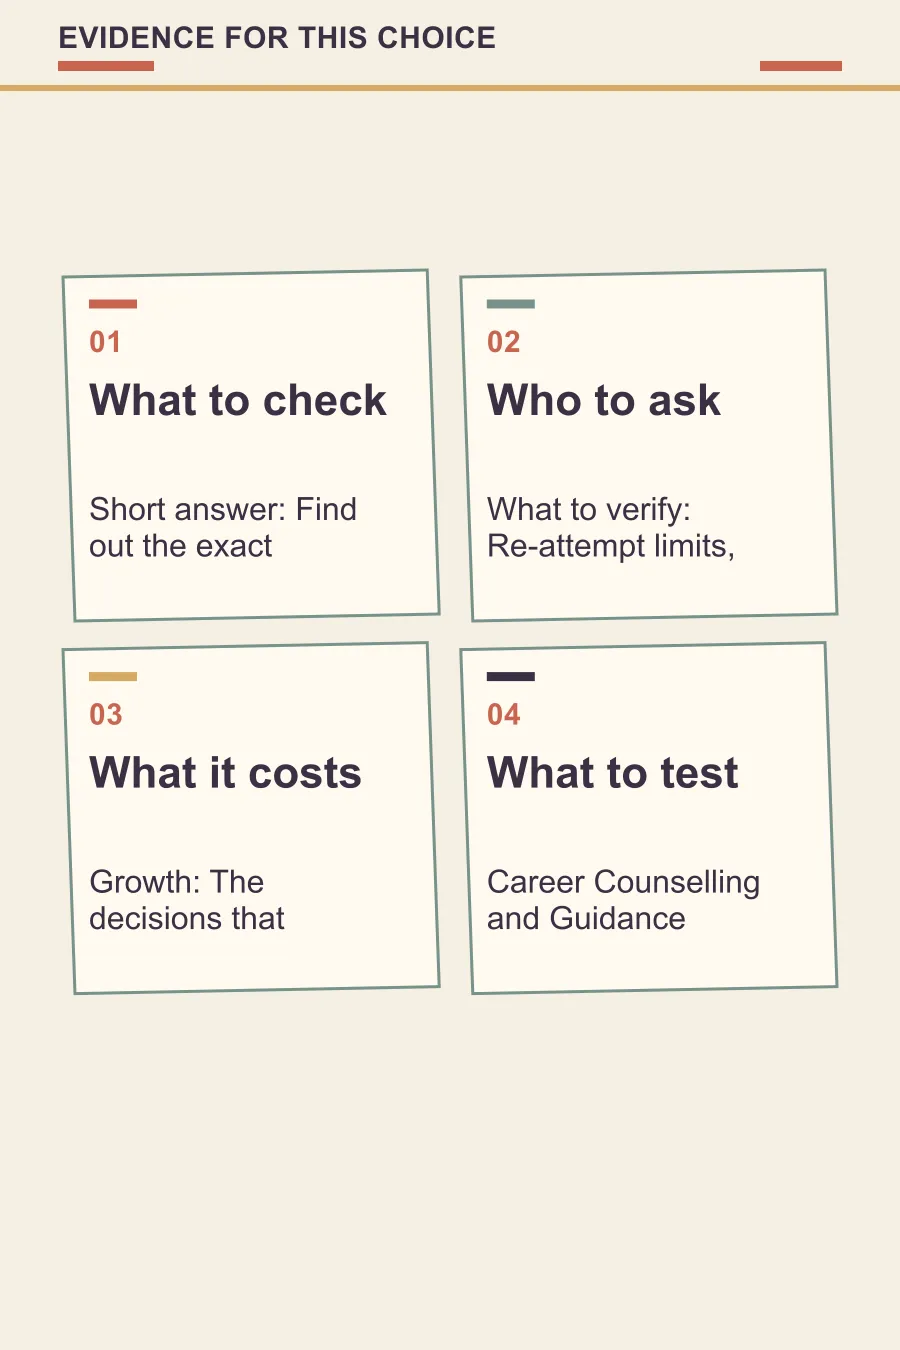 EVIDENCE FOR THIS CHOICE
01
What to check
Short answer: Find
out the exact
02
Who to ask
What to verify:
Re-attempt limits,
03
What it costs
Growth: The
decisions that
04
What to test
Career Counselling
and Guidance